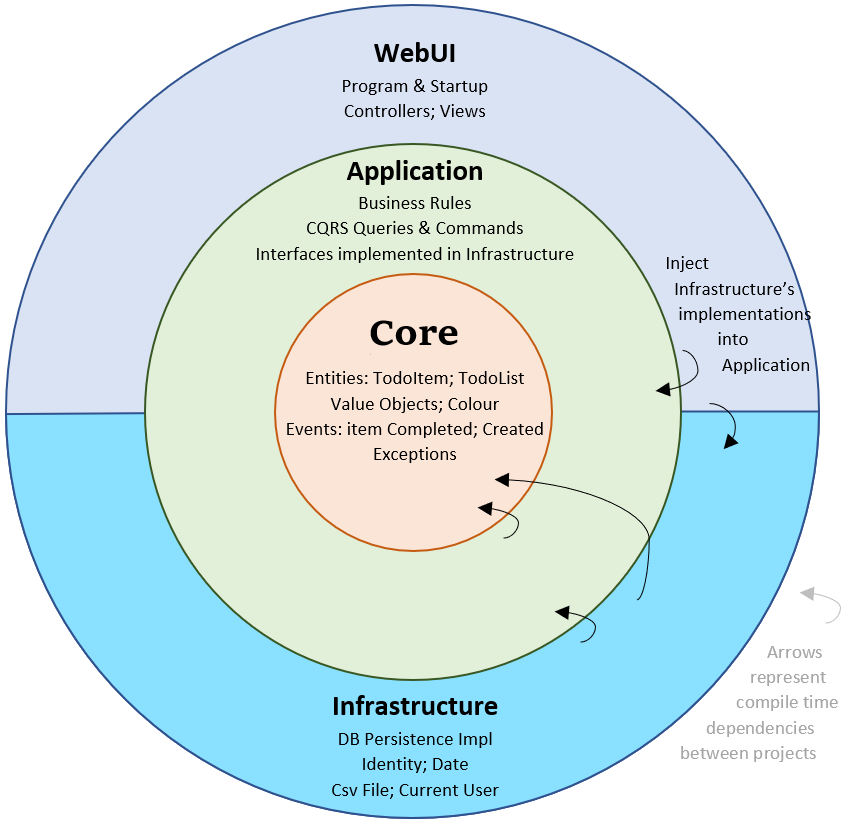 WebUI
Program & Startup
Controllers; Views
Application
Business Rules
CQRS Queries & Commands
Interfaces implemented in Infrastructure
Inject
Infrastructure's
implementations
into
Application
Core
Entities: TodoItem; TodoList
Value Objects; Colour
Events: item Completed; Created
Exceptions
Arrows
represent
compile time
dependencies
between projects
Infrastructure
DB Persistence Impl
Identity; Date
Csv File; Current User